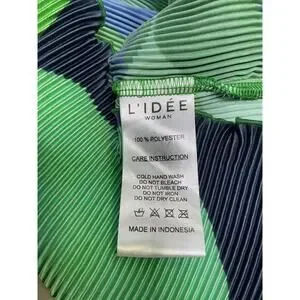 L'IDÉE
WOMAN
100 % POLYESTER
CARE INSTRUCTION
COLD HAND WASH
DO NOT BLEACH
DO NOT TUMBLE DRY
DO NOT IRON
DO NOT DRY CLEAN
MADE IN INDONESIA